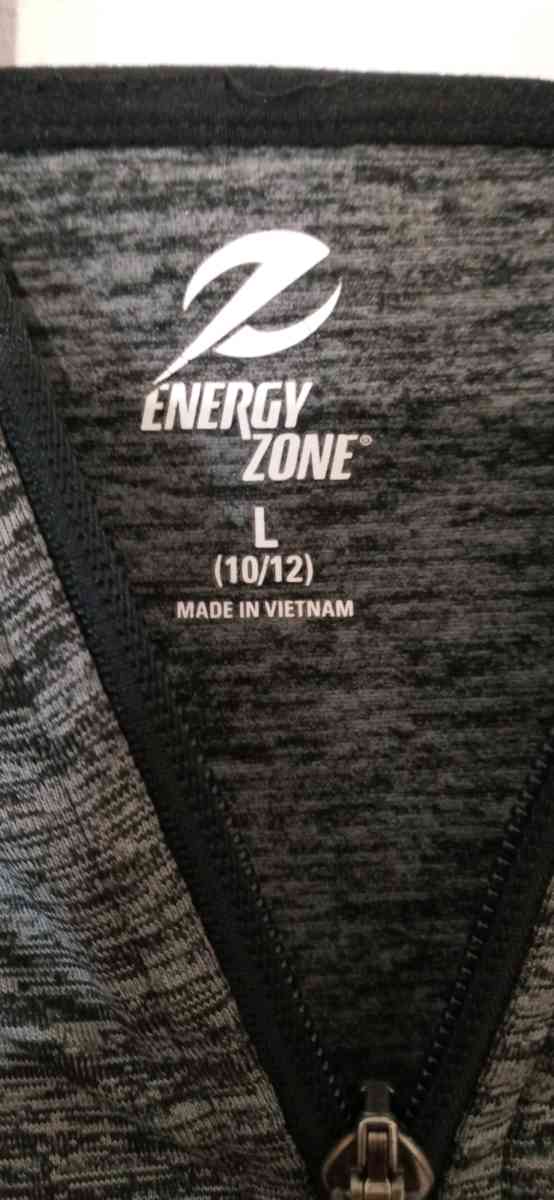 ENERGY
ZONE®
L
(10/12)
MADE IN VIETNAM